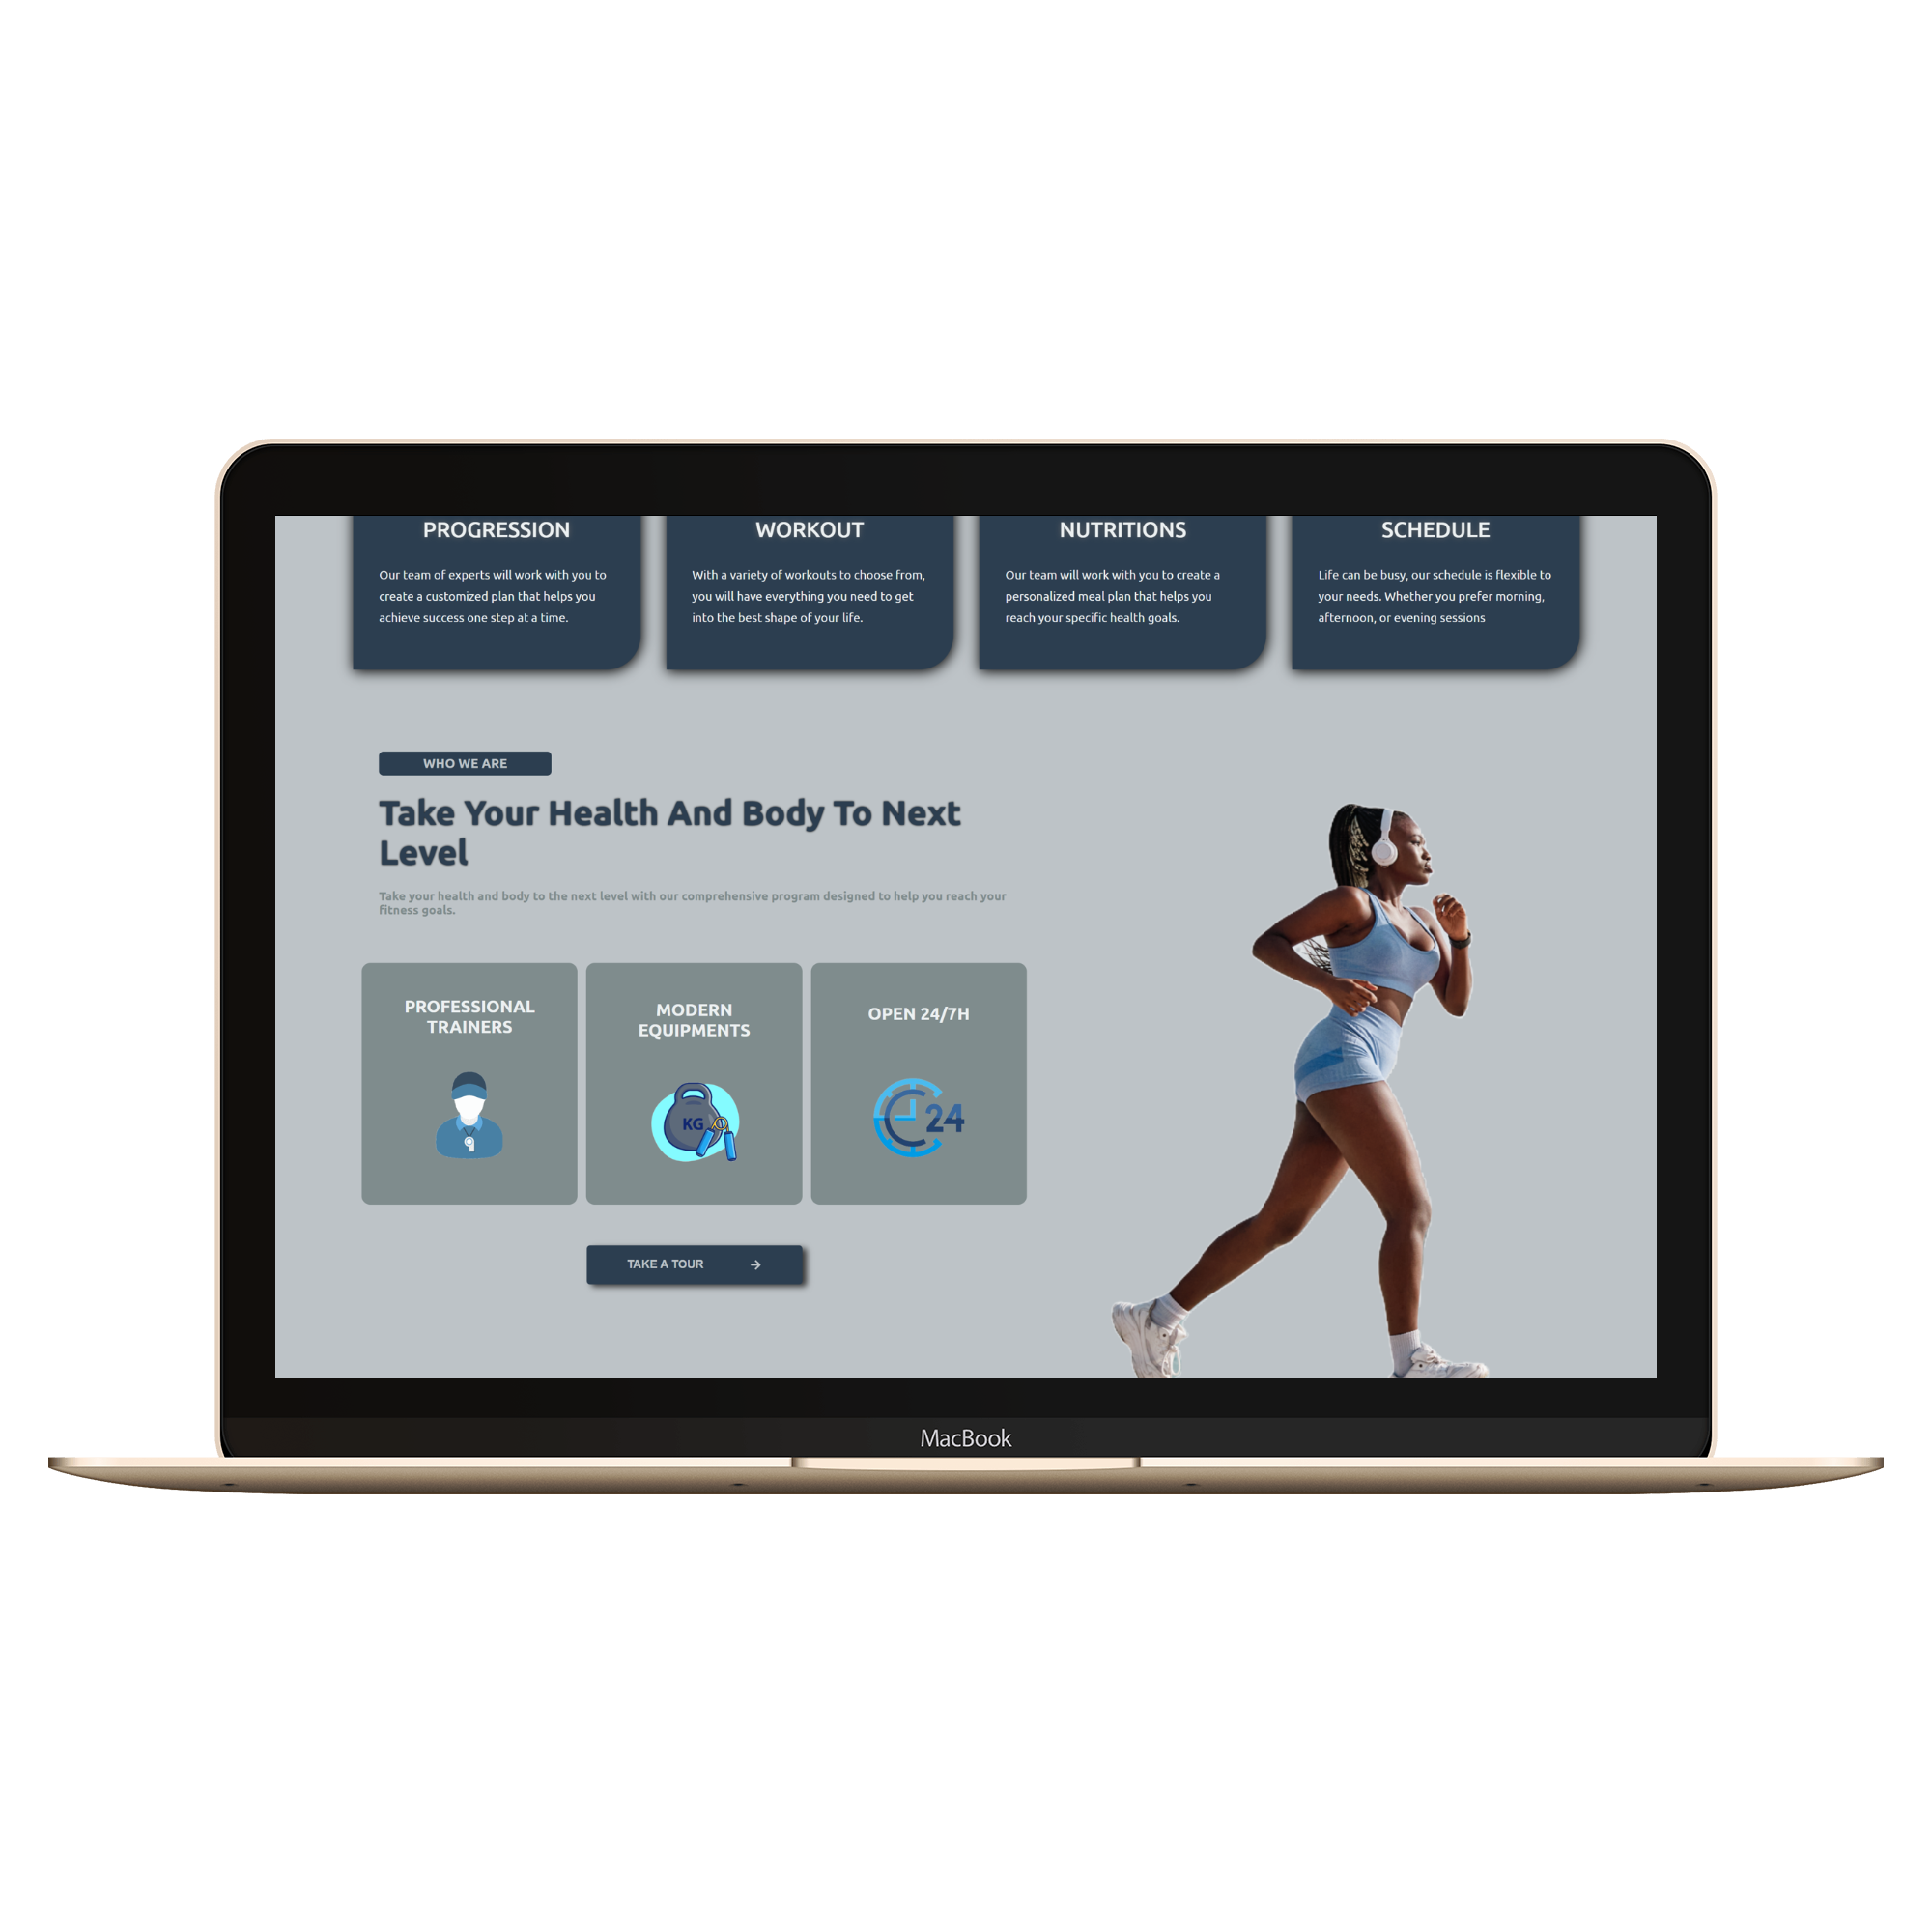 PROGRESSION
Our team of experts will work with you to
create a customized plan that helps you
achieve success one step at a time.
WORKOUT
With a variety of workouts to choose from,
you will have everything you need to get
into the best shape of your life.
NUTRITIONS
Our team will work with you to create a
personalized meal plan that helps you
reach your specific health goals.
SCHEDULE
Life can be busy, our schedule is flexible to
your needs. Whether you prefer morning,
afternoon, or evening sessions
WHO WE ARE
Take Your Health And Body To Next
Level
Take your health and body to the next level with our comprehensive program designed to help you reach your
fitness goals.
PROFESSIONAL
TRAINERS
MODERN
EQUIPMENTS
KG
OPEN 24/7H
24
TAKE A TOUR
MacBook